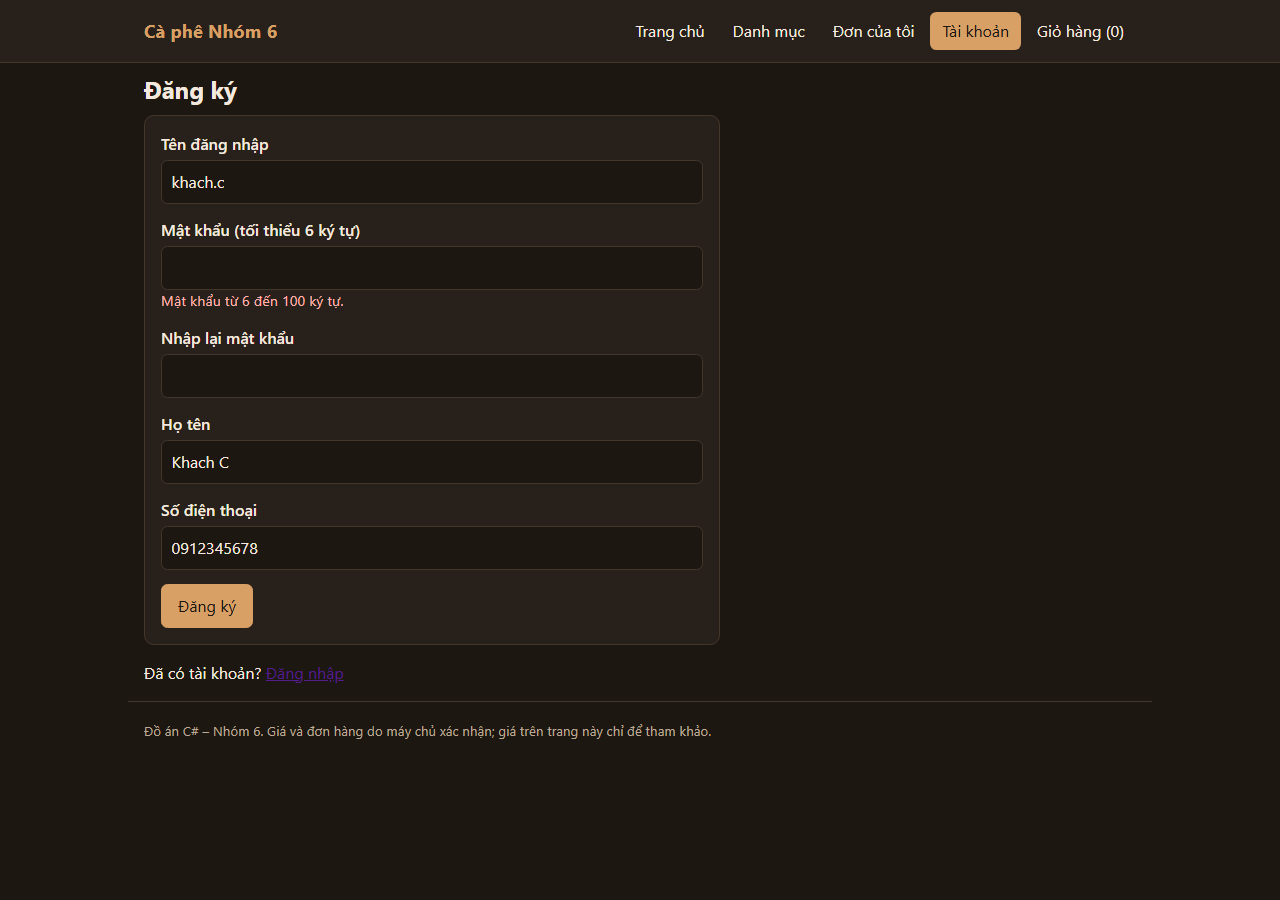 Cà phê Nhóm 6
Trang chủ
Danh mục
Đơn của tôi
Tài khoản
Giỏ hàng (0)
Đăng ký
Tên đăng nhập
khach.c
Mật khẩu (tối thiểu 6 ký tự)
Mật khẩu từ 6 đến 100 ký tự.
Nhập lại mật khẩu
Họ tên
Khach C
Số điện thoại
0912345678
Đăng ký
Đã có tài khoản? Đăng nhập
Đồ án C# – Nhóm 6. Giá và đơn hàng do máy chủ xác nhận; giá trên trang này chỉ để tham khảo.